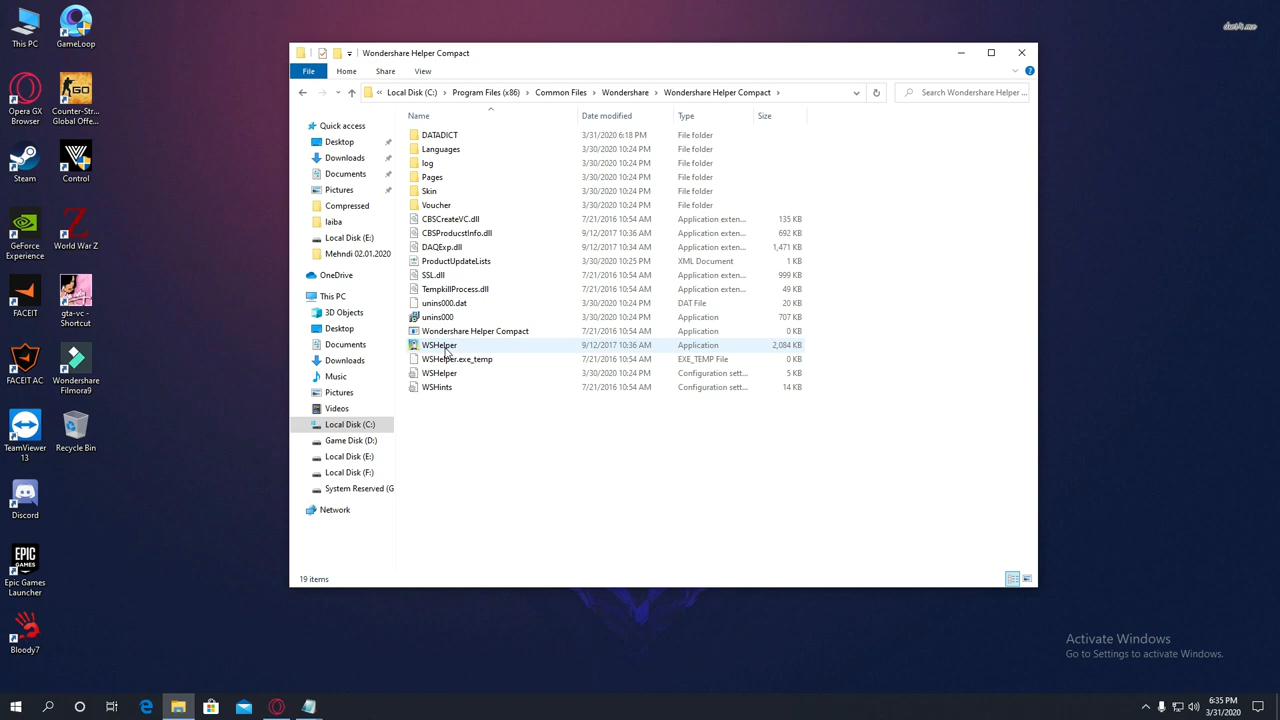 This PC
GameLoop
Opera GX
Browser
Counter-Str...
Global Offe...
Steam
Control
GeForce
Experience
World War Z
FACEIT
gta-vc -
Shortcut
FACEIT AC
Wondershare
Filmora9
TeamViewer
13
Recycle Bin
Discord
EPIC
GAMES
Epic Games
Launcher
Bloody7
Wondershare Helper Compact
File Home Share View
« Local Disk (C:) › Program Files (x86) › Common Files › Wondershare › Wondershare Helper Compact ›
Search Wondershare Helper ...
Quick access
Desktop
Downloads
Documents
Pictures
Compressed
laiba
Local Disk (E:)
Mehndi 02.01.2020
OneDrive
This PC
3D Objects
Desktop
Documents
Downloads
Music
Pictures
Videos
Local Disk (C:)
Game Disk (D:)
Local Disk (E:)
Local Disk (F:)
System Reserved (G
Network
Name Date modified Type Size
DATADICT 3/31/2020 6:18 PM File folder
Languages 3/30/2020 10:24 PM File folder
log 3/30/2020 10:24 PM File folder
Pages 3/30/2020 10:24 PM File folder
Skin 3/30/2020 10:24 PM File folder
Voucher 3/30/2020 10:24 PM File folder
CBSCreateVC.dll 7/21/2016 10:54 AM Application exten... 135 KB
CBSProducstInfo.dll 9/12/2017 10:36 AM Application exten... 692 KB
DAQExp.dll 9/12/2017 10:34 AM Application exten... 1,471 KB
ProductUpdateLists 3/30/2020 10:25 PM XML Document 1 KB
SSL.dll 7/21/2016 10:54 AM Application exten... 999 KB
TempkillProcess.dll 7/21/2016 10:54 AM Application exten... 49 KB
unins000.dat 3/30/2020 10:24 PM DAT File 20 KB
unins000 3/30/2020 10:24 PM Application 707 KB
Wondershare Helper Compact 7/21/2016 10:54 AM Application 0 KB
WSHelper 9/12/2017 10:36 AM Application 2,084 KB
WSHelper.exe_temp 7/21/2016 10:54 AM EXE_TEMP File 0 KB
WSHelper 3/30/2020 10:24 PM Configuration sett... 5 KB
WSHints 7/21/2016 10:54 AM Configuration sett... 14 KB
19 items
Activate Windows
Go to Settings to activate Windows.
6:35 PM
3/31/2020